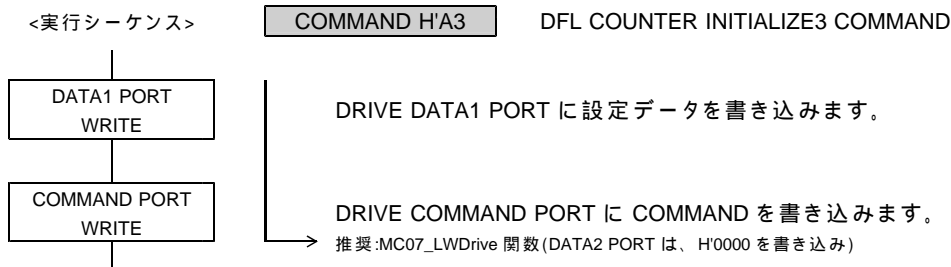 <実行シーケンス>
COMMAND H'A3
DFL COUNTER INITIALIZE3 COMMAND
DATA1 PORT
WRITE
DRIVE DATA1 PORT に設定データを書き込みます。
COMMAND PORT
WRITE
DRIVE COMMAND PORT に COMMAND を書き込みます。
推奨:MC07_LWDrive 関数(DATA2 PORT は、H'0000 を書き込み)